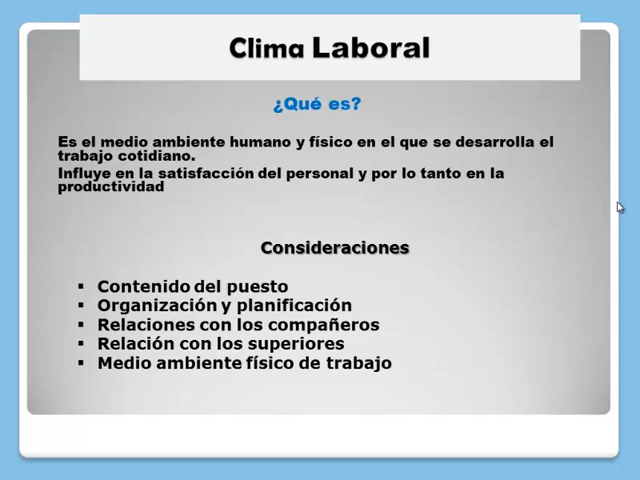 Clima Laboral
¿Qué es?
Es el medio ambiente humano y físico en el que se desarrolla el
trabajo cotidiano.
Influye en la satisfacción del personal y por lo tanto en la
productividad
Consideraciones
▪ Contenido del puesto
▪ Organización y planificación
▪ Relaciones con los compañeros
▪ Relación con los superiores
▪ Medio ambiente físico de trabajo